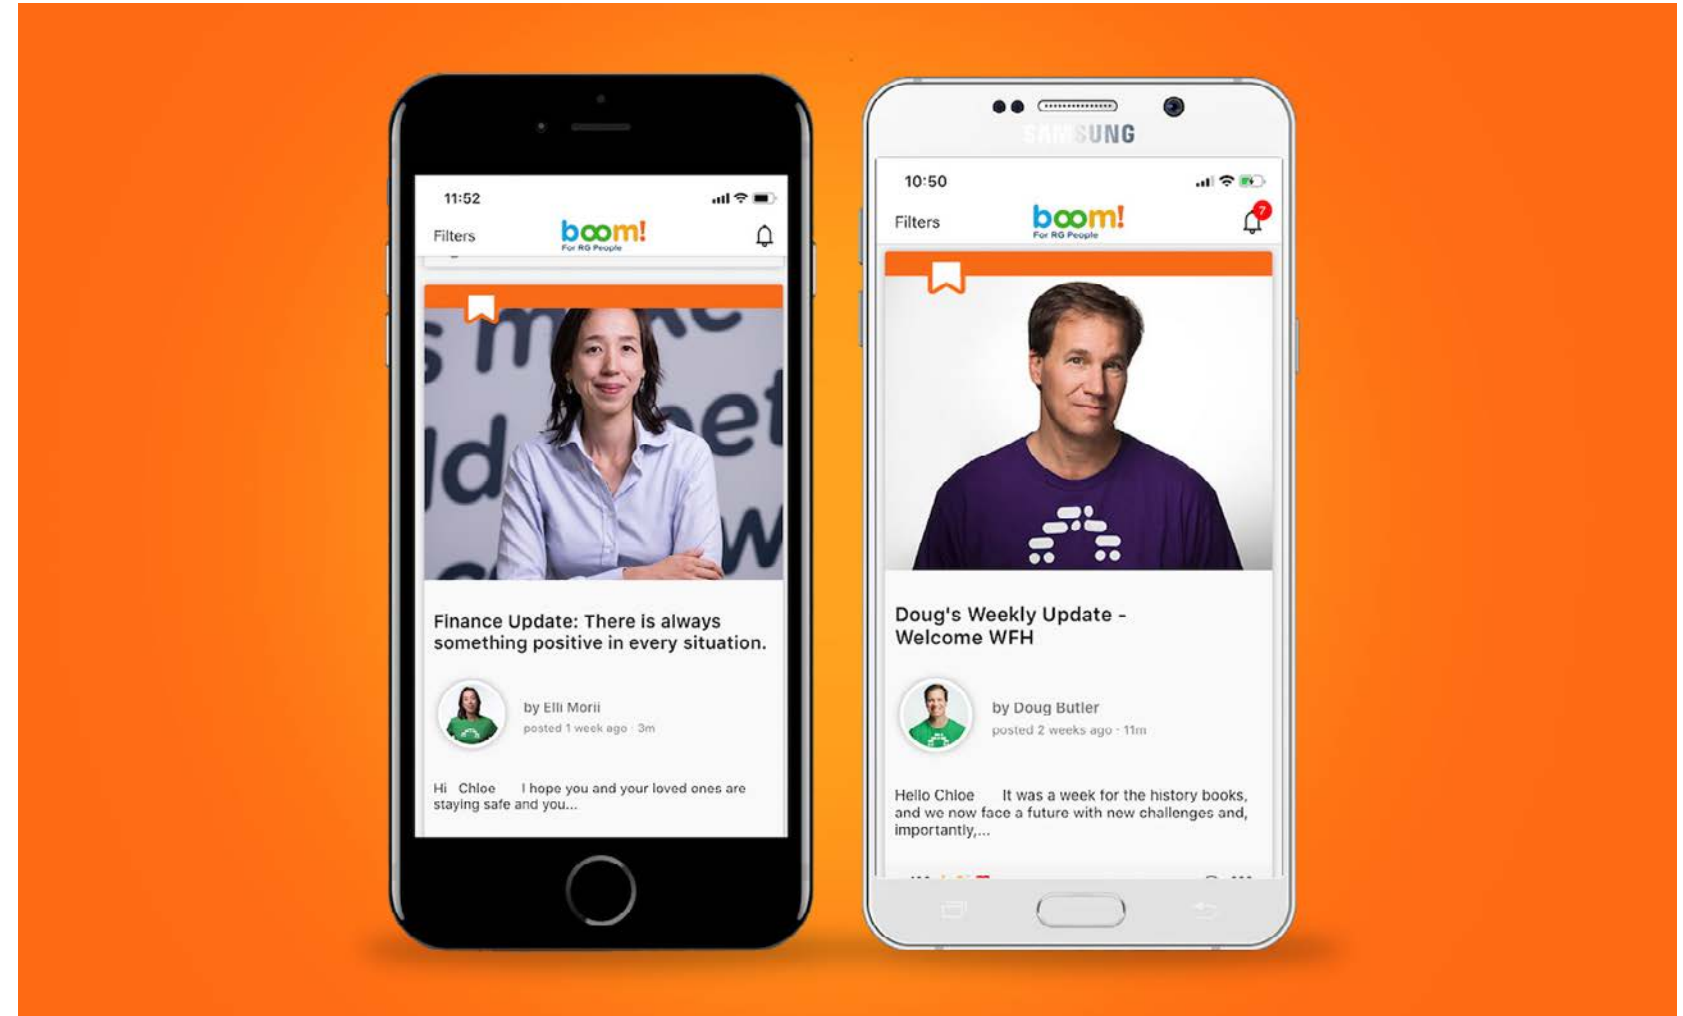 11:52
Filters
boom!
For RG People
Finance Update: There is always
something positive in every situation.
by Elli Morii
posted 1 week ago · 3m
Hi Chloe I hope you and your loved ones are
staying safe and you...
SAMSUNG
10:50
Filters
boom!
For RG People
7
Doug's Weekly Update -
Welcome WFH
by Doug Butler
posted 2 weeks ago · 11m
Hello Chloe It was a week for the history books,
and we now face a future with new challenges and,
importantly,...